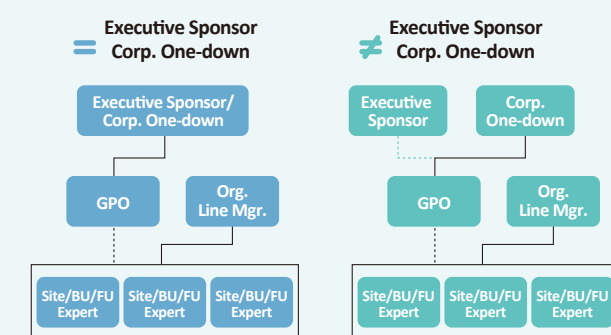 Executive Sponsor
= Corp. One-down
Executive Sponsor/
Corp. One-down
GPO
Org.
Line Mgr.
Site/BU/FU
Expert
Site/BU/FU
Expert
Site/BU/FU
Expert
Executive Sponsor
≠ Corp. One-down
Executive
Sponsor
Corp.
One-down
GPO
Org.
Line Mgr.
Site/BU/FU
Expert
Site/BU/FU
Expert
Site/BU/FU
Expert